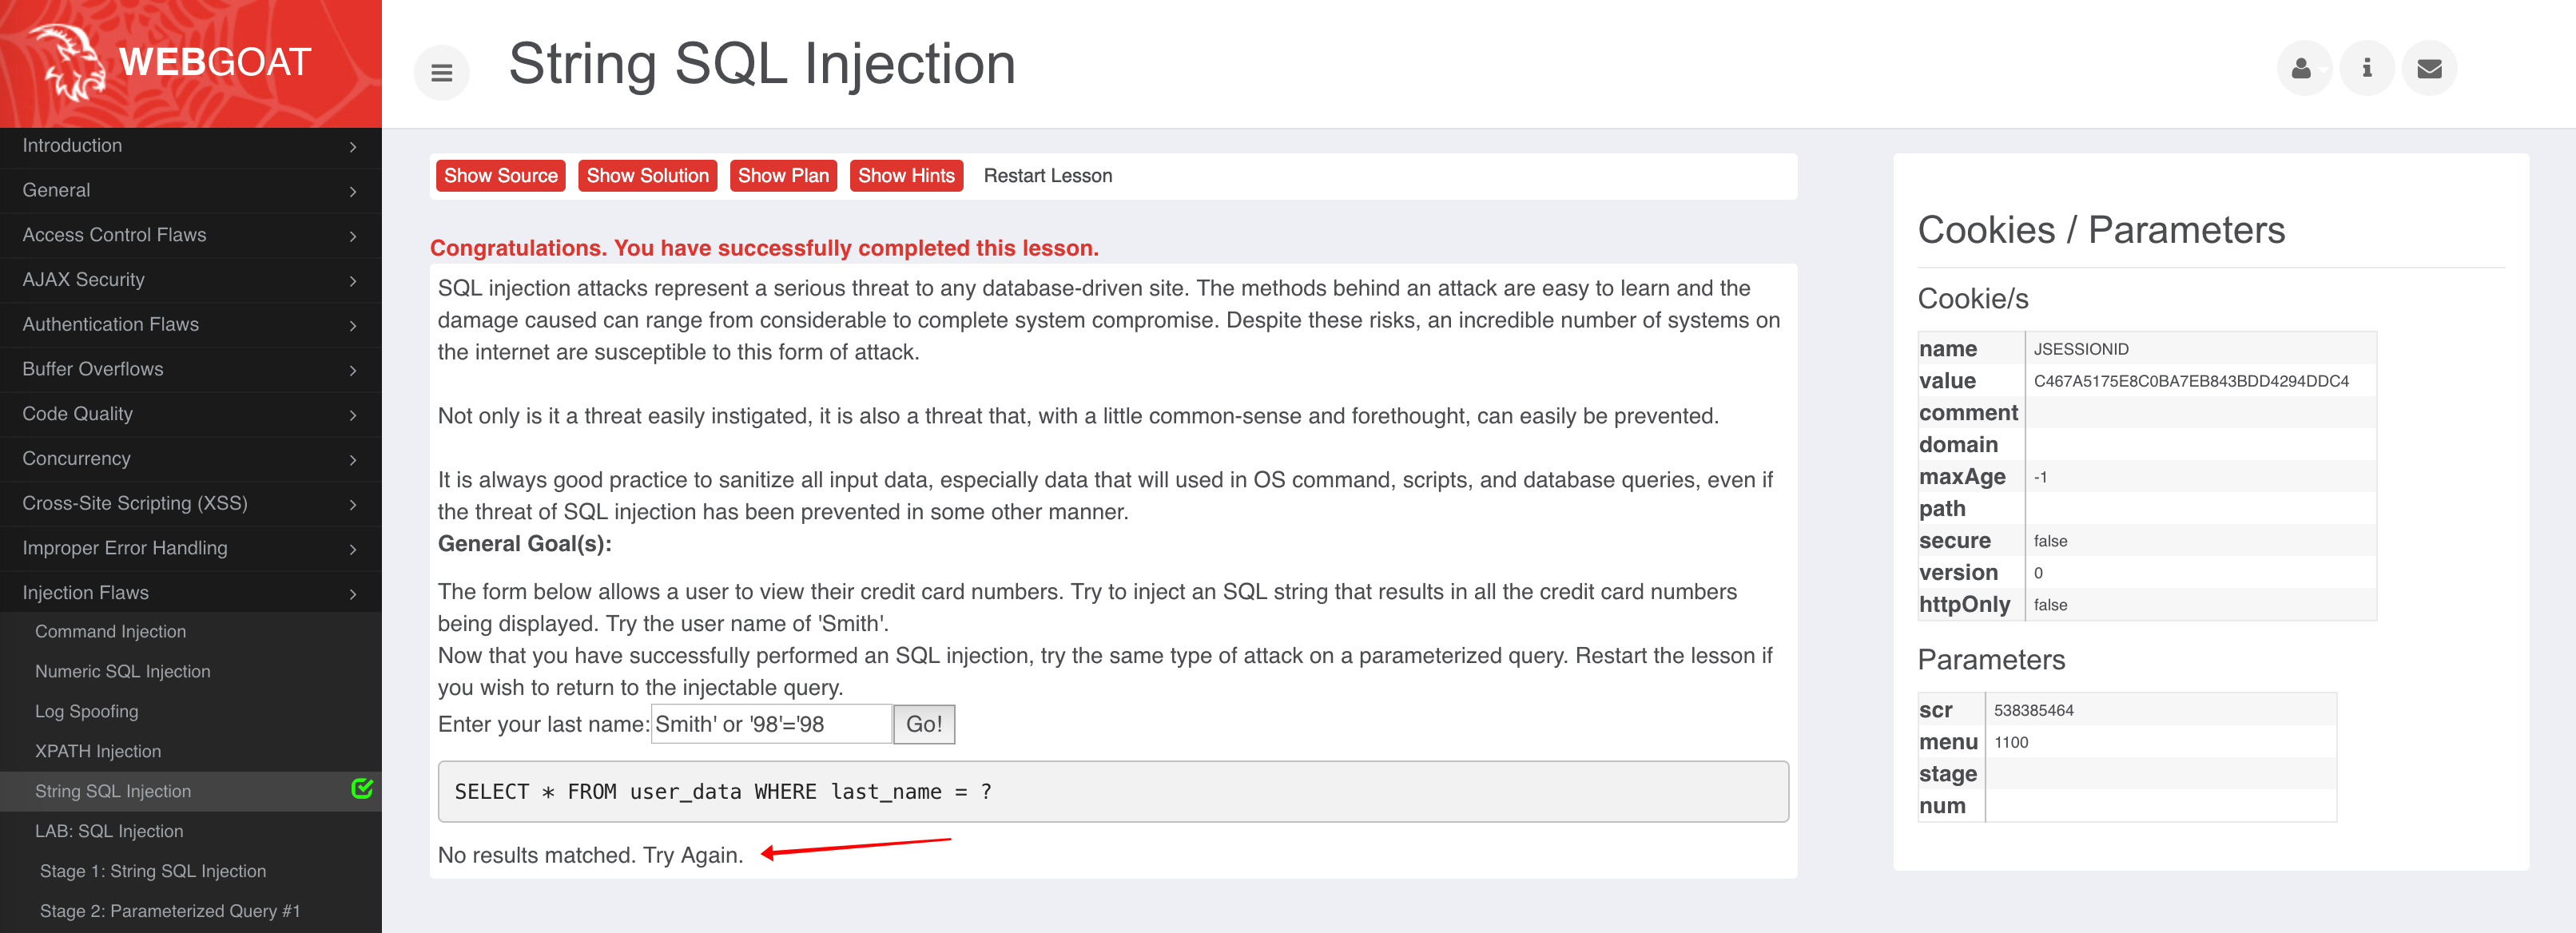 WEBGOAT
String SQL Injection
Introduction
General
Access Control Flaws
AJAX Security
Authentication Flaws
Buffer Overflows
Code Quality
Concurrency
Cross-Site Scripting (XSS)
Improper Error Handling
Injection Flaws
Command Injection
Numeric SQL Injection
Log Spoofing
XPATH Injection
String SQL Injection
LAB: SQL Injection
Stage 1: String SQL Injection
Stage 2: Parameterized Query #1
Show Source Show Solution Show Plan Show Hints Restart Lesson
Congratulations. You have successfully completed this lesson.
SQL injection attacks represent a serious threat to any database-driven site. The methods behind an attack are easy to learn and the
damage caused can range from considerable to complete system compromise. Despite these risks, an incredible number of systems on
the internet are susceptible to this form of attack.
Not only is it a threat easily instigated, it is also a threat that, with a little common-sense and forethought, can easily be prevented.
It is always good practice to sanitize all input data, especially data that will used in OS command, scripts, and database queries, even if
the threat of SQL injection has been prevented in some other manner.
General Goal(s):
The form below allows a user to view their credit card numbers. Try to inject an SQL string that results in all the credit card numbers
being displayed. Try the user name of 'Smith'.
Now that you have successfully performed an SQL injection, try the same type of attack on a parameterized query. Restart the lesson if
you wish to return to the injectable query.
Enter your last name: Smith' or '98'='98 Go!
SELECT * FROM user_data WHERE last_name = ?
No results matched. Try Again.
Cookies / Parameters
Cookie/s
name JSESSIONID
value C467A5175E8C0BA7EB843BDD4294DDC4
comment
domain
maxAge -1
path
secure false
version 0
httpOnly false
Parameters
scr 538385464
menu 1100
stage
num